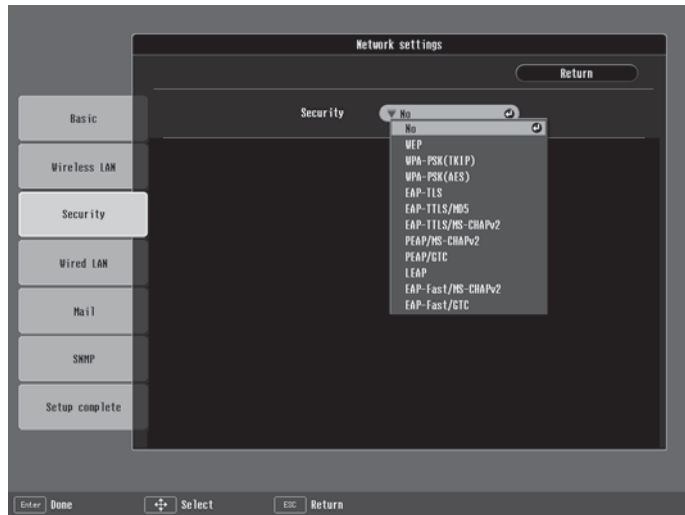 Network settings
Return
Basic
Wireless LAN
Security
Wired LAN
Mail
SNMP
Setup complete
Security
No
No
WEP
WPA-PSK(TKIP)
WPA-PSK(AES)
EAP-TLS
EAP-TTLS/MD5
EAP-TTLS/MS-CHAPv2
PEAP/MS-CHAPv2
PEAP/GTC
LEAP
EAP-Fast/MS-CHAPv2
EAP-Fast/GTC
Enter Done Select ESC Return